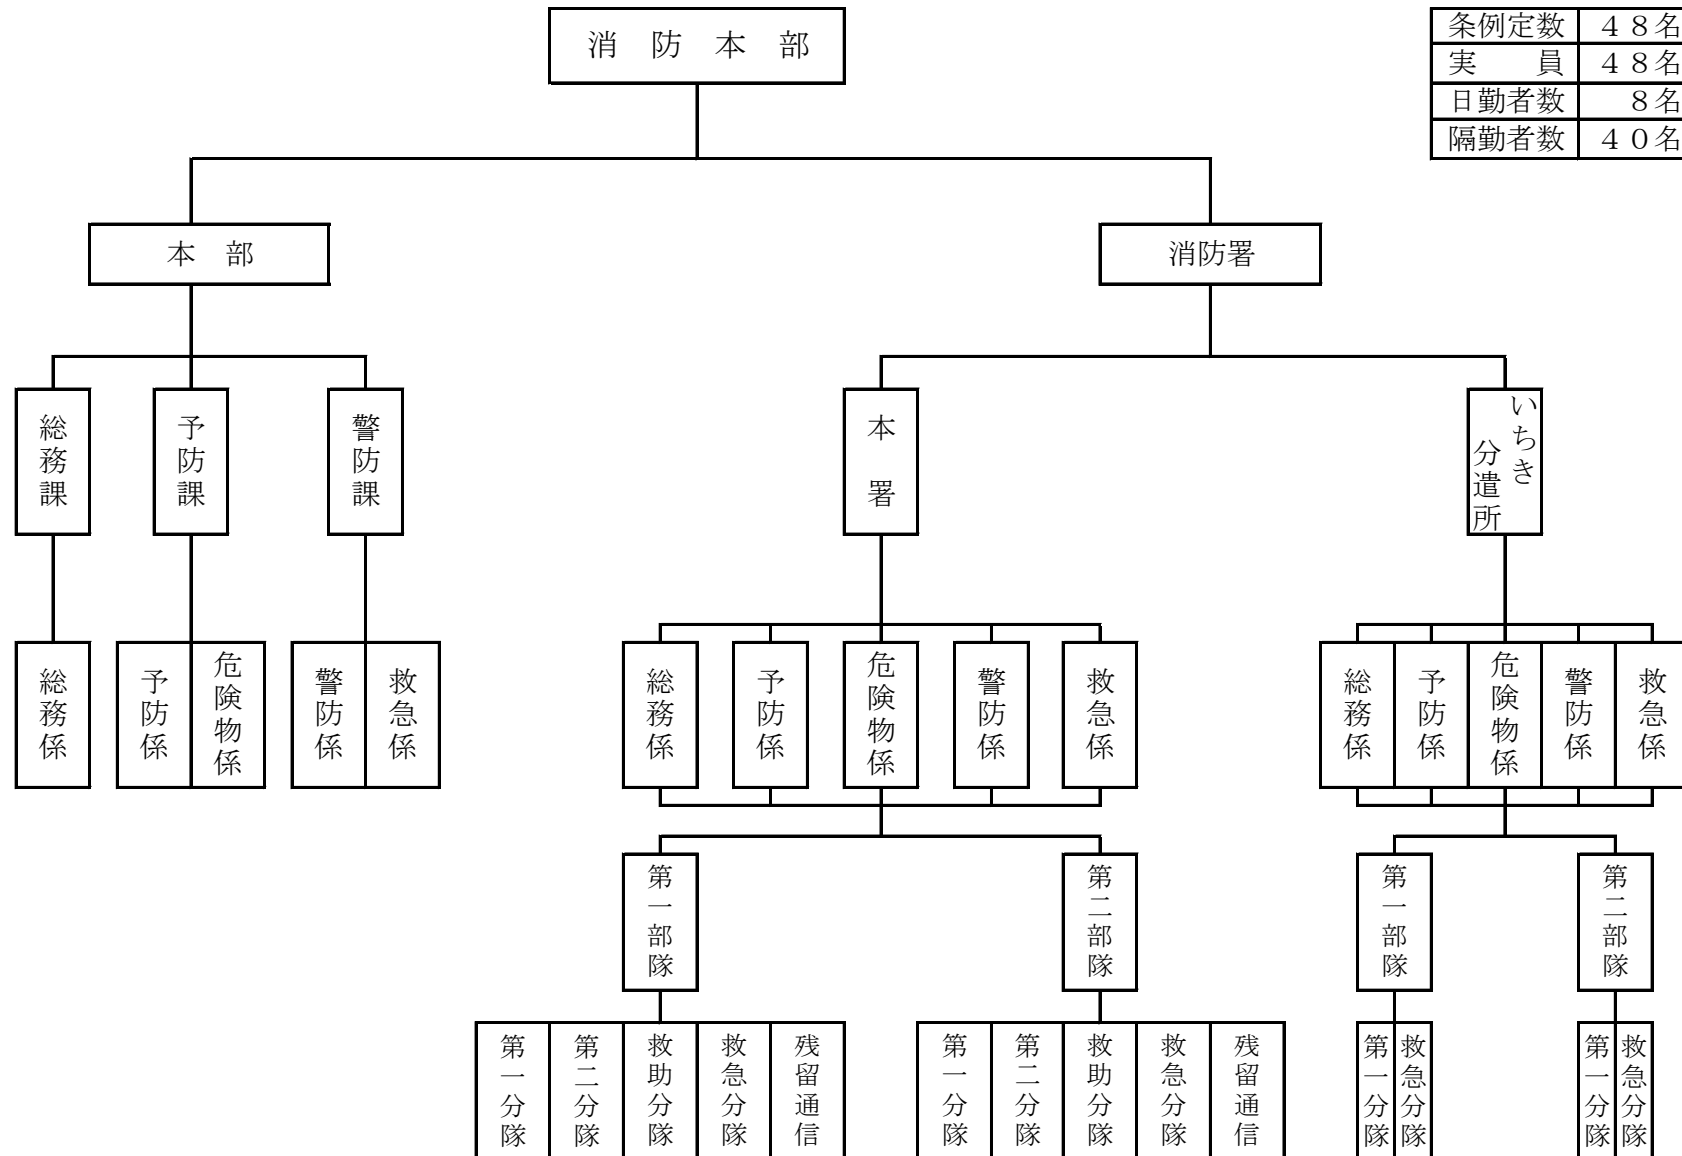 消防本部
条例定数 ４８名
実員 ４８名
日勤者数 ８名
隔勤者数 ４０名
本部
消防署
総務課
予防課
警防課
本署
いちき
分遣所
総務係
予防係
危険物係
警防係
救急係
総務係
予防係
危険物係
警防係
救急係
総務係
予防係
危険物係
警防係
救急係
第一部隊
第二部隊
第一部隊
第二部隊
第一分隊
第二分隊
救助分隊
救急分隊
残留通信
第一分隊
第二分隊
救助分隊
救急分隊
残留通信
第一分隊
救急分隊
第一分隊
救急分隊